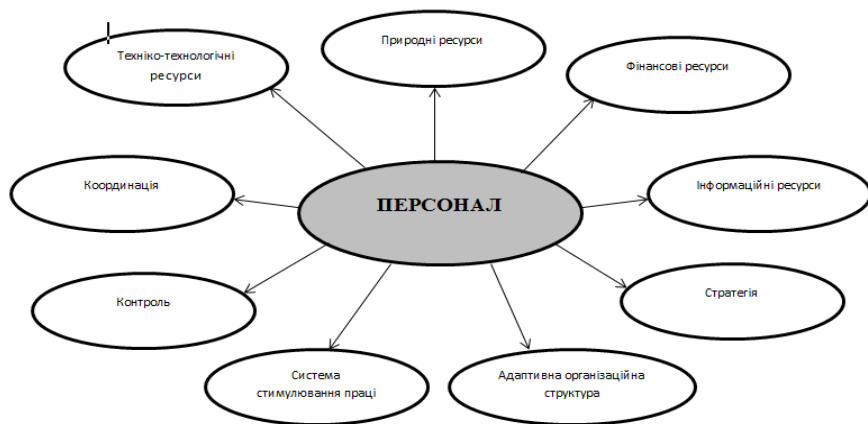 Природні ресурси
Техніко-технологічні
ресурси
Фінансові ресурси
Координація
ПЕРСОНАЛ
Інформаційні ресурси
Контроль
Стратегія
Система
стимулювання праці
Адаптивна організаційна
структура